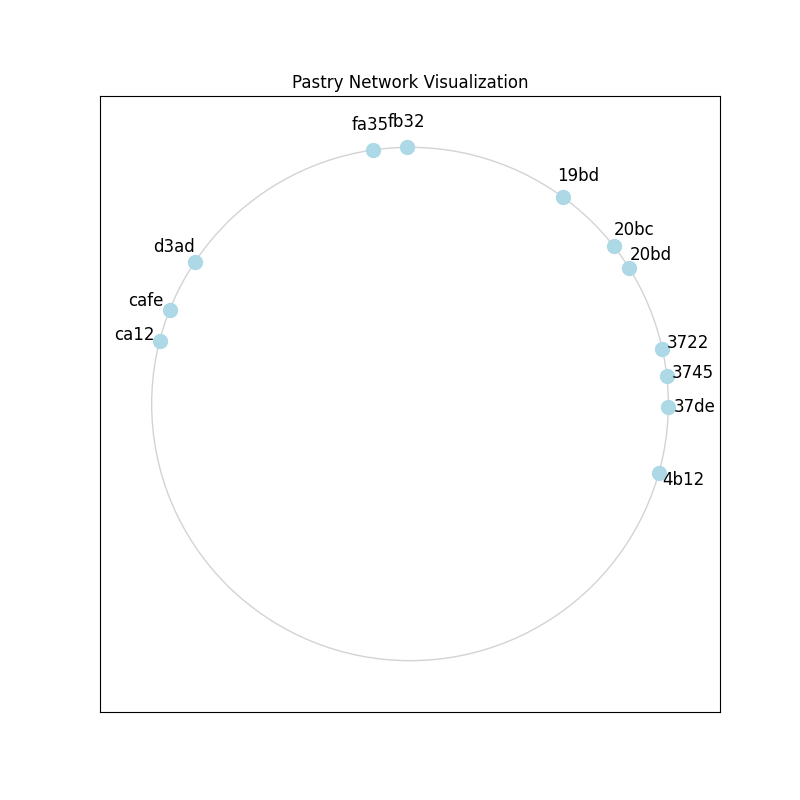 Pastry Network Visualization
fa35
fb32
19bd
20bc
d3ad
20bd
cafe
ca12
3722
3745
37de
4b12